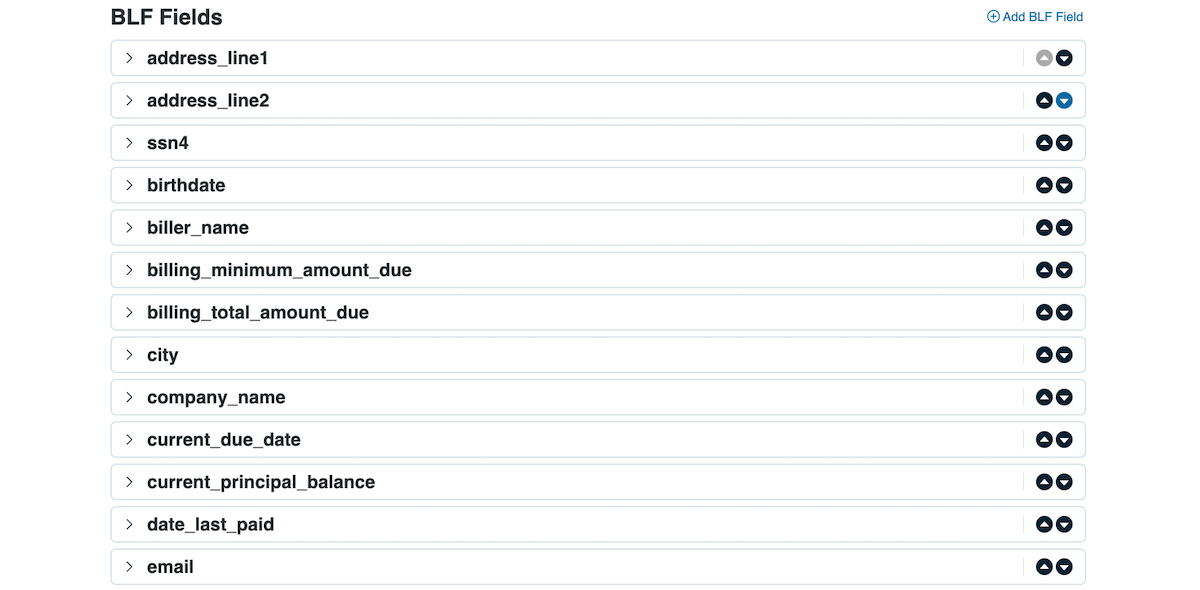 BLF Fields
Add BLF Field
address_line1
address_line2
ssn4
birthdate
biller_name
billing_minimum_amount_due
billing_total_amount_due
city
company_name
current_due_date
current_principal_balance
date_last_paid
email